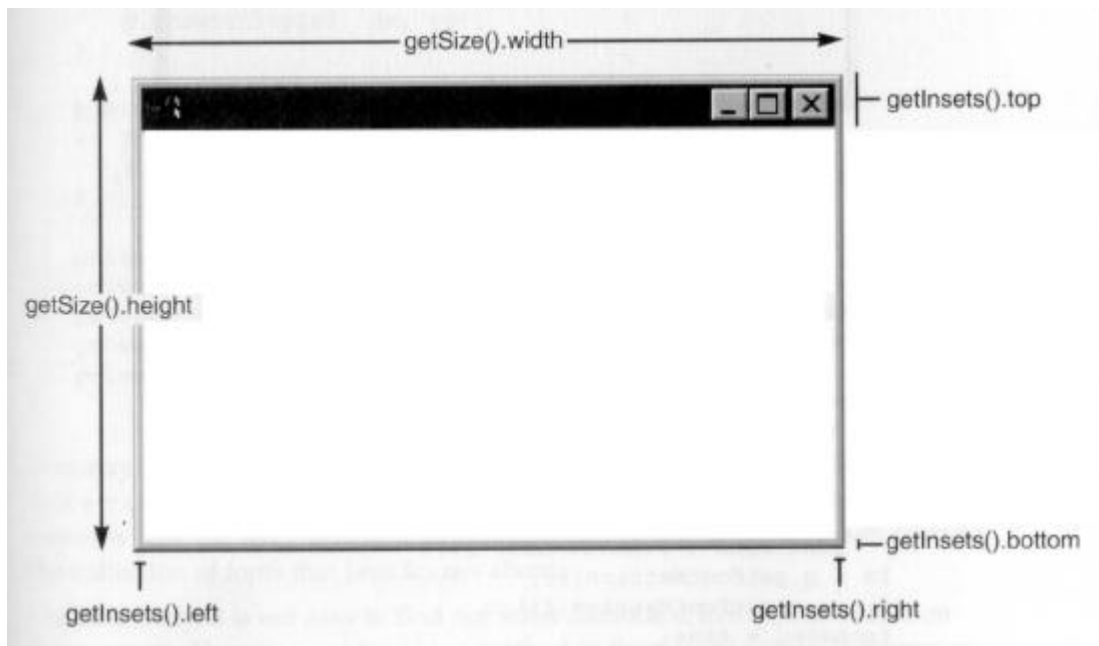 getSize().width
getInsets().top
getSize().height
getInsets().bottom
getInsets().left
getInsets().right